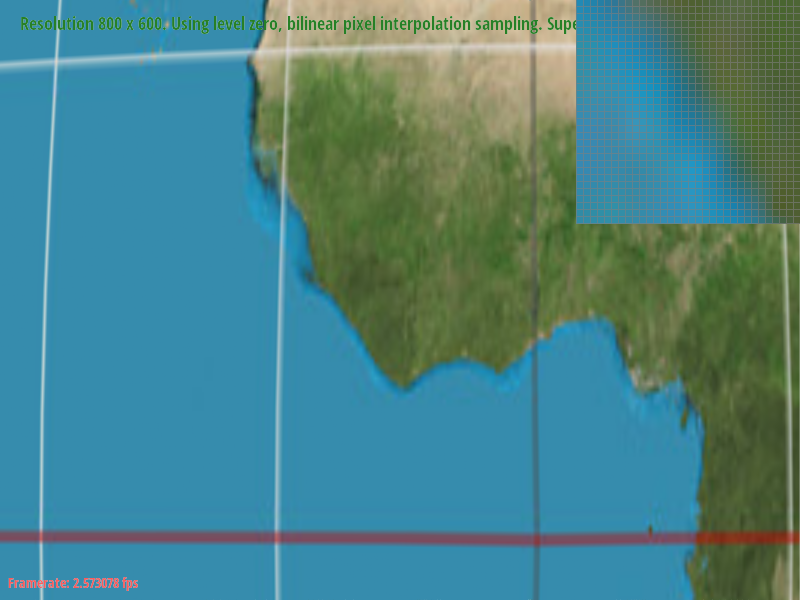 Resolution 800 x 600. Using level zero, bilinear pixel interpolation sampling. Supe
Framerate: 2.573078 fps